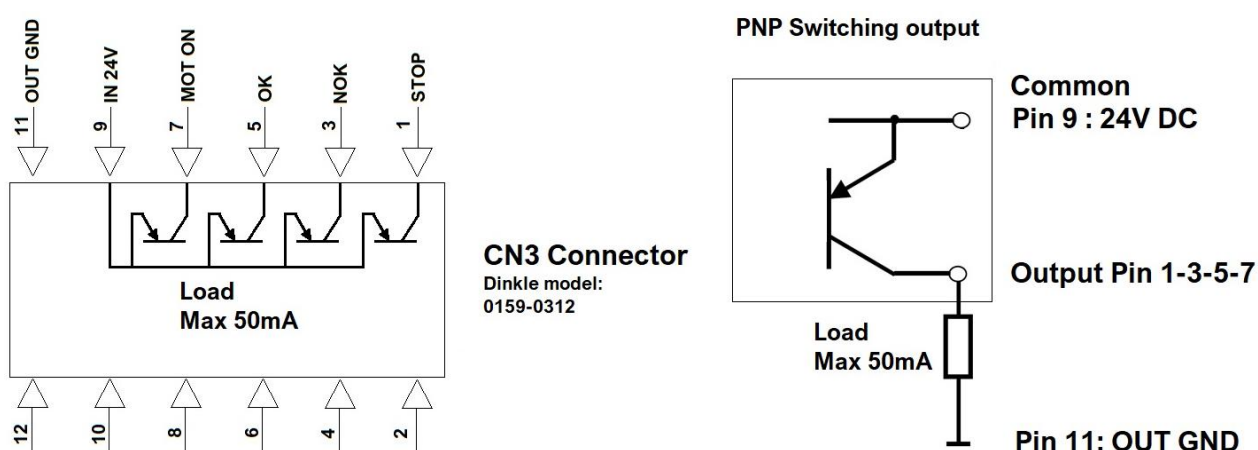 OUT GND
IN 24V
MOT ON
OK
NOK
STOP
11
9
7
5
3
1
Load
Max 50mA
12
10
8
6
4
2
CN3 Connector
Dinkle model:
0159-0312
PNP Switching output
Common
Pin 9 : 24V DC
Output Pin 1-3-5-7
Load
Max 50mA
Pin 11: OUT GND